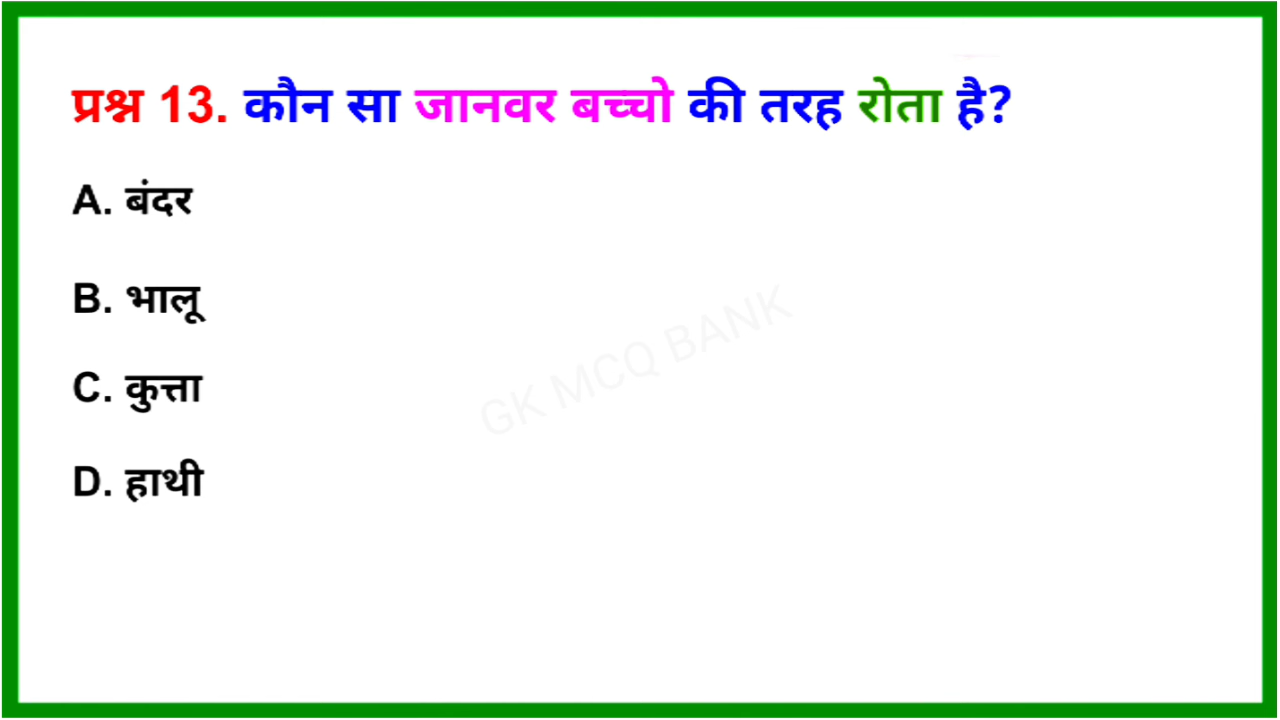 प्रश्न 13. कौन सा जानवर बच्चो की तरह रोता है?
A. बंदर
B. भालू
GK MCQ BANK
C. कुत्ता
D. हाथी